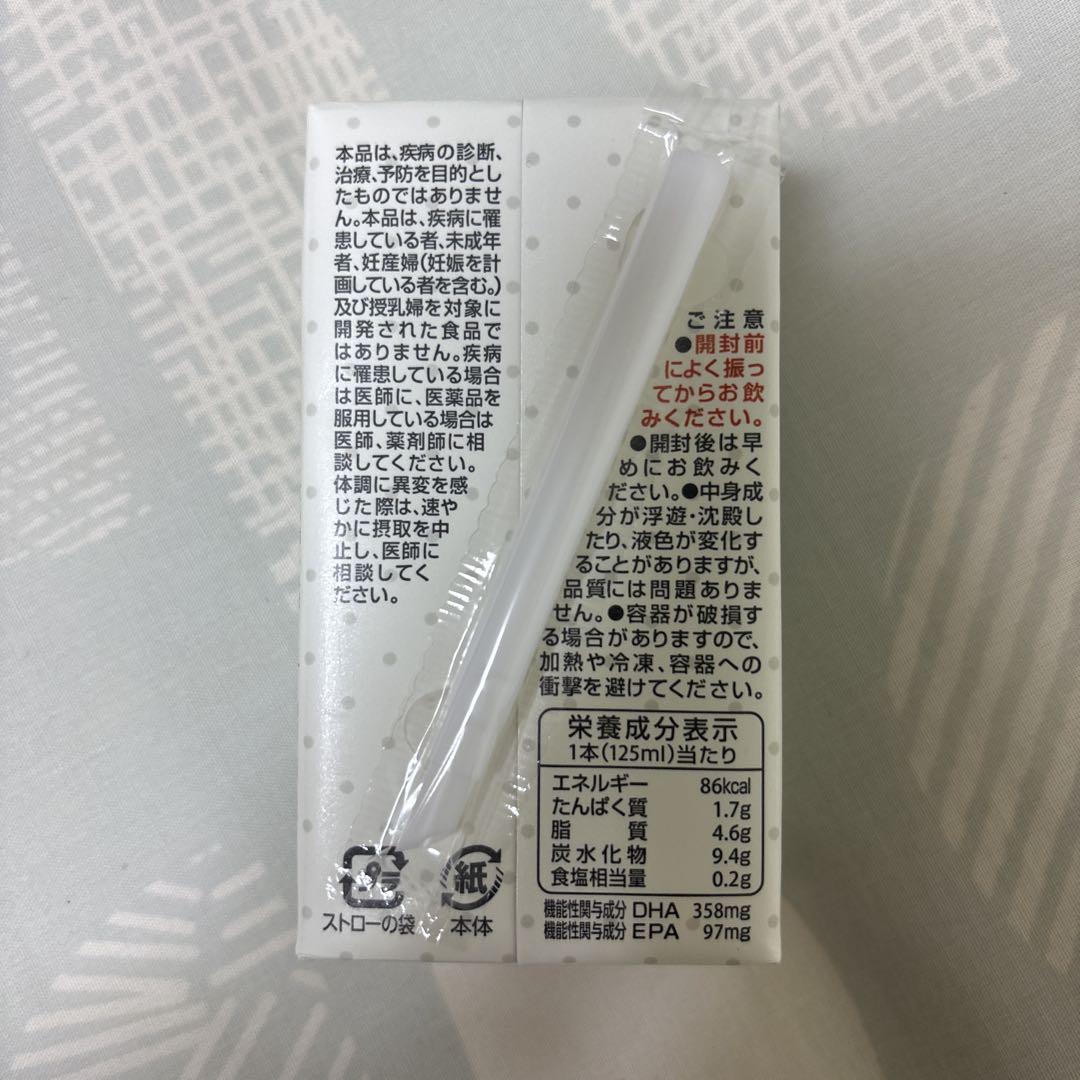 本品は、疾病の診断、
治療、予防を目的とし
たものではありませ
ん。本品は、疾病に罹
患している者、未成年
者、妊産婦(妊娠を計
画している者を含む。)
及び授乳婦を対象に
開発された食品で
はありません。疾病
に罹患している場合
は医師に、医薬品を
服用している場合は
医師、薬剤師に相
談してください。
体調に異変を感
じた際は、速や
かに摂取を中
止し、医師に
相談してく
ださい。
プラ
ストローの袋
紙
本体
ご注意
●開封前
によく振っ
てからお飲
みください。
●開封後は早
めにお飲みく
ださい。●中身成
分が浮遊・沈殿し
たり、液色が変化す
ることがありますが、
品質には問題ありま
せん。●容器が破損す
る場合がありますので、
加熱や冷凍、容器への
衝撃を避けてください。
栄養成分表示
1本(125ml)当たり
エネルギー 86kcal
たんぱく質 1.7g
脂質 4.6g
炭水化物 9.4g
食塩相当量 0.2g
機能性関与成分 DHA 358mg
機能性関与成分 EPA 97mg